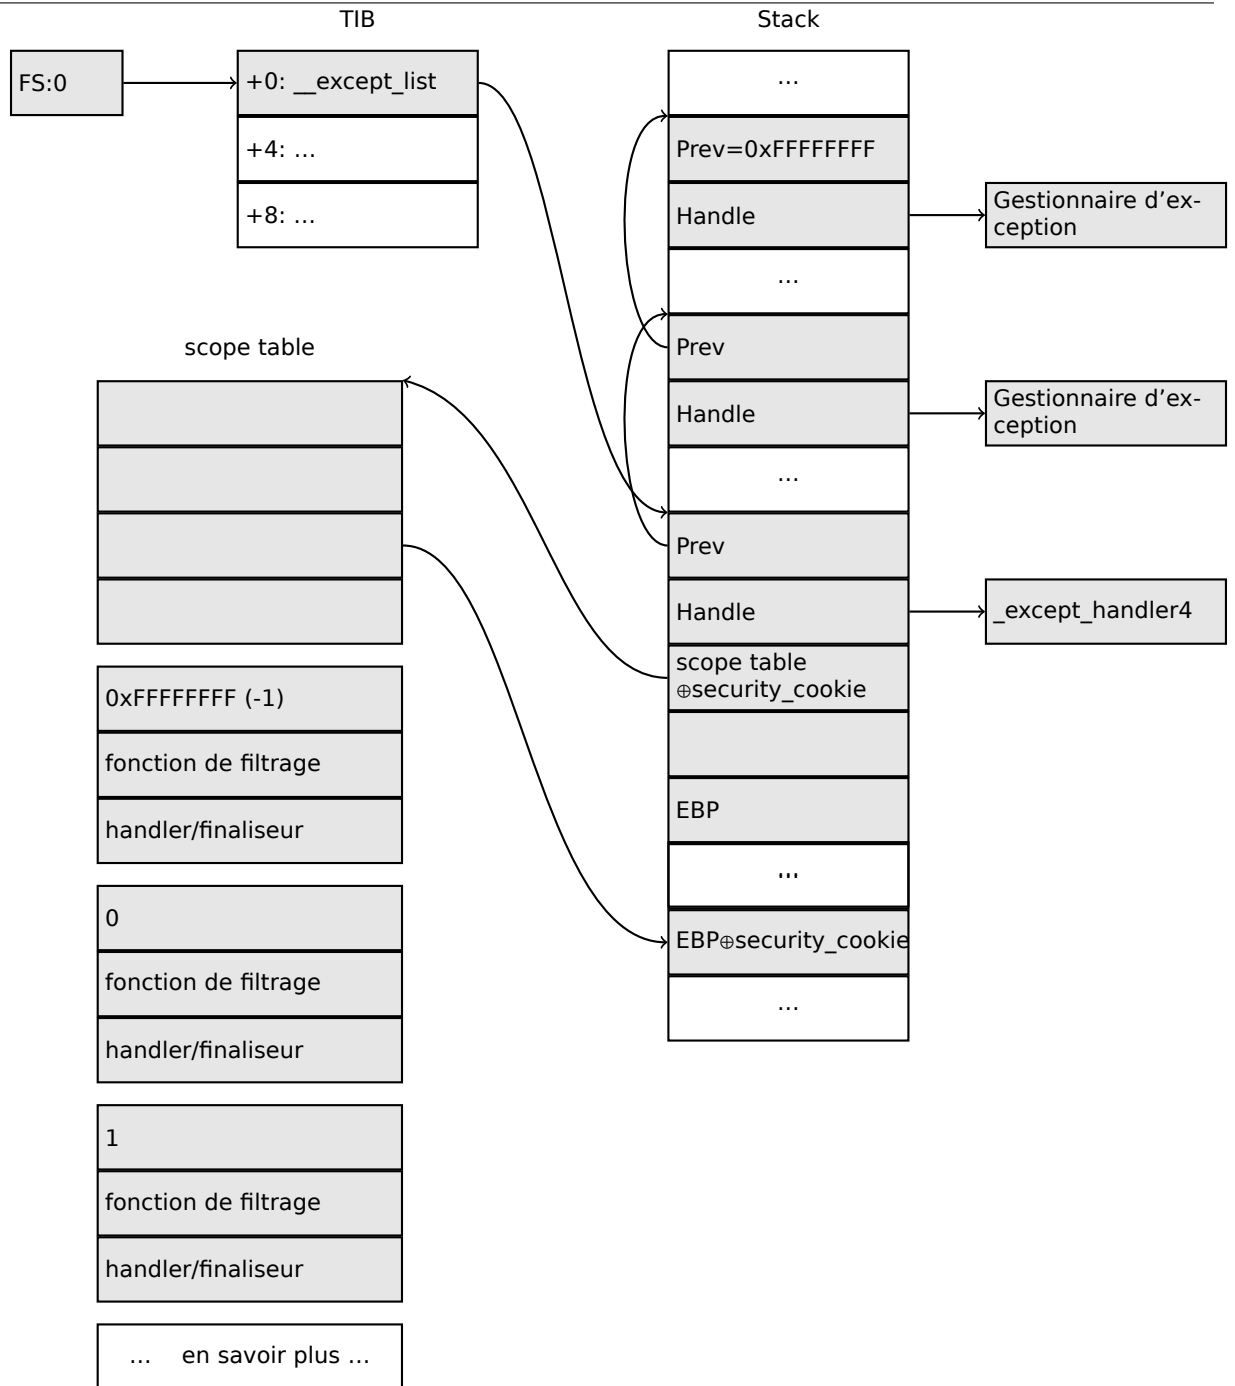 TIB
Stack
FS:0
+0: __except_list
+4: …
+8: …
…
Prev=0xFFFFFFFF
Handle
Gestionnaire d’ex-
ception
…
Prev
Handle
Gestionnaire d’ex-
ception
…
Prev
Handle
_except_handler4
scope table
⊕security_cookie
EBP
…
EBP⊕security_cookie
…
scope table
0xFFFFFFFF (-1)
fonction de filtrage
handler/finaliseur
0
fonction de filtrage
handler/finaliseur
1
fonction de filtrage
handler/finaliseur
… en savoir plus …